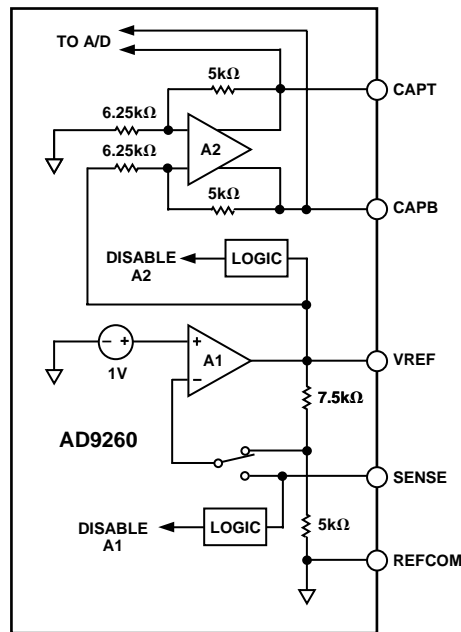 TO A/D
5kΩ
CAPT
6.25kΩ
6.25kΩ
A2
5kΩ
CAPB
DISABLE
A2
LOGIC
− +
1V
+
−
A1
VREF
7.5kΩ
AD9260
SENSE
DISABLE
A1
LOGIC
5kΩ
REFCOM